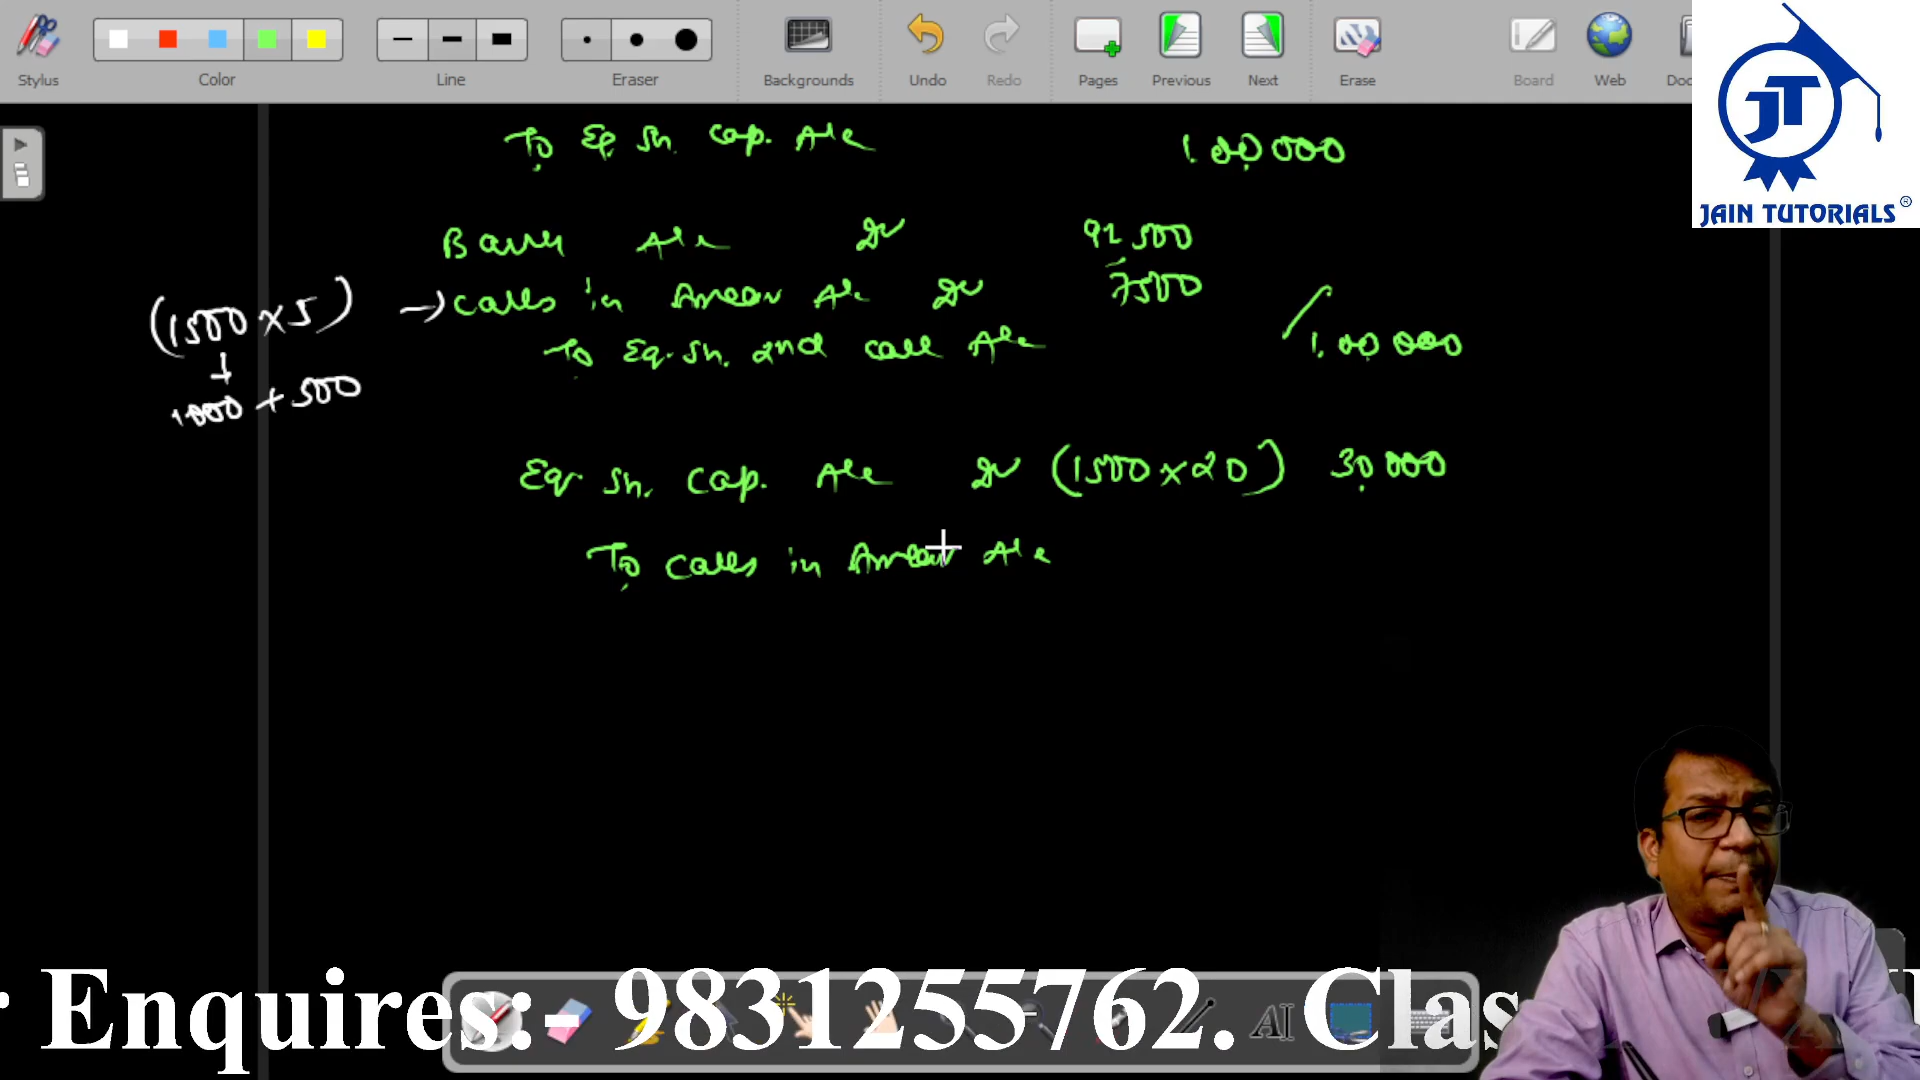 Stylus
Color
Line
Eraser
Backgrounds
Undo
Redo
Pages
Previous
Next
Erase
Board
Web
JT
JAIN TUTORIALS®
To Eq. Sh. Cap. A/c 1,00,000
Bank A/c Dr 92,500
(1500 × 5) → Calls in Arrear A/c Dr 7500
To Eq. Sh. 2nd Call A/c 1,00,000
1000 + 500
Eq. Sh. Cap. A/c Dr (1500 × 20) 30,000
To Calls in Arrear A/c
r Enquires:- 9831255762. Clas
AI